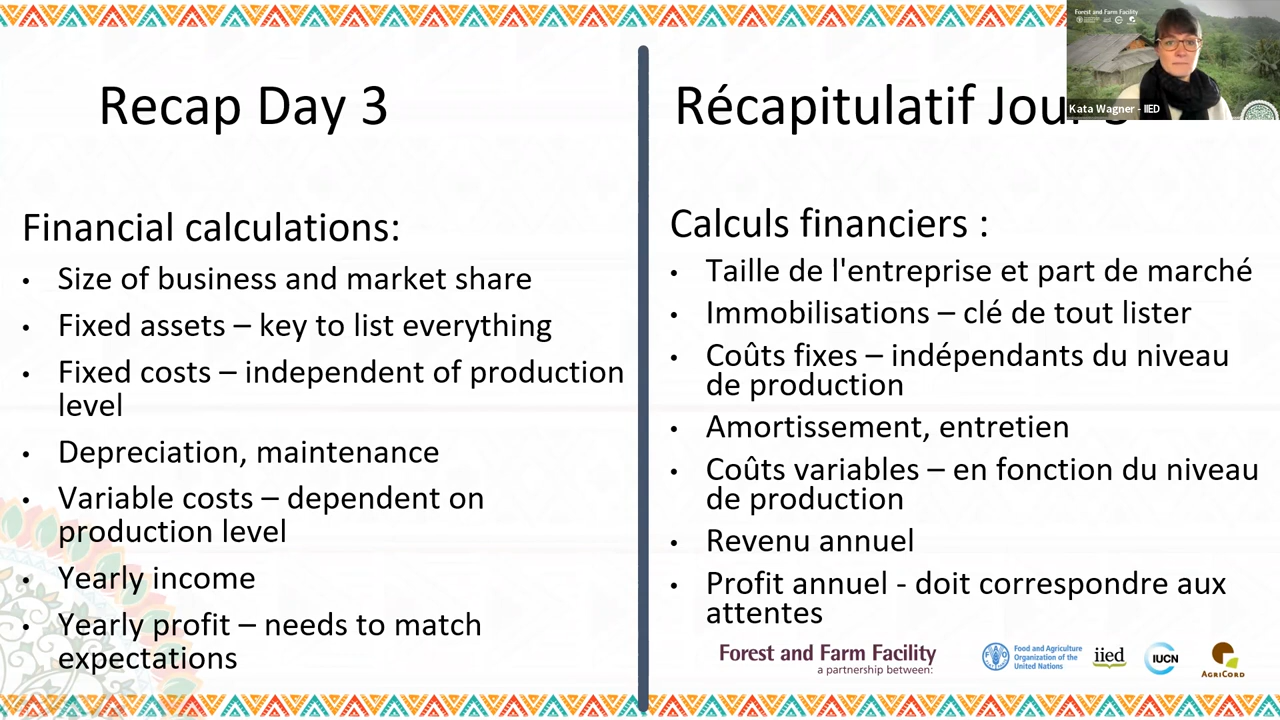 Recap Day 3
Financial calculations:
• Size of business and market share
• Fixed assets – key to list everything
• Fixed costs – independent of production
level
• Depreciation, maintenance
• Variable costs – dependent on
production level
• Yearly income
• Yearly profit – needs to match
expectations
Récapitulatif Jour
Calculs financiers :
• Taille de l'entreprise et part de marché
• Immobilisations – clé de tout lister
• Coûts fixes – indépendants du niveau
de production
• Amortissement, entretien
• Coûts variables – en fonction du niveau
de production
• Revenu annuel
• Profit annuel - doit correspondre aux
attentes
Forest and Farm Facility
Kata Wagner - IIED
Forest and Farm Facility
a partnership between:
Food and Agriculture
Organization of the
United Nations
iied
IUCN
AGRICORD